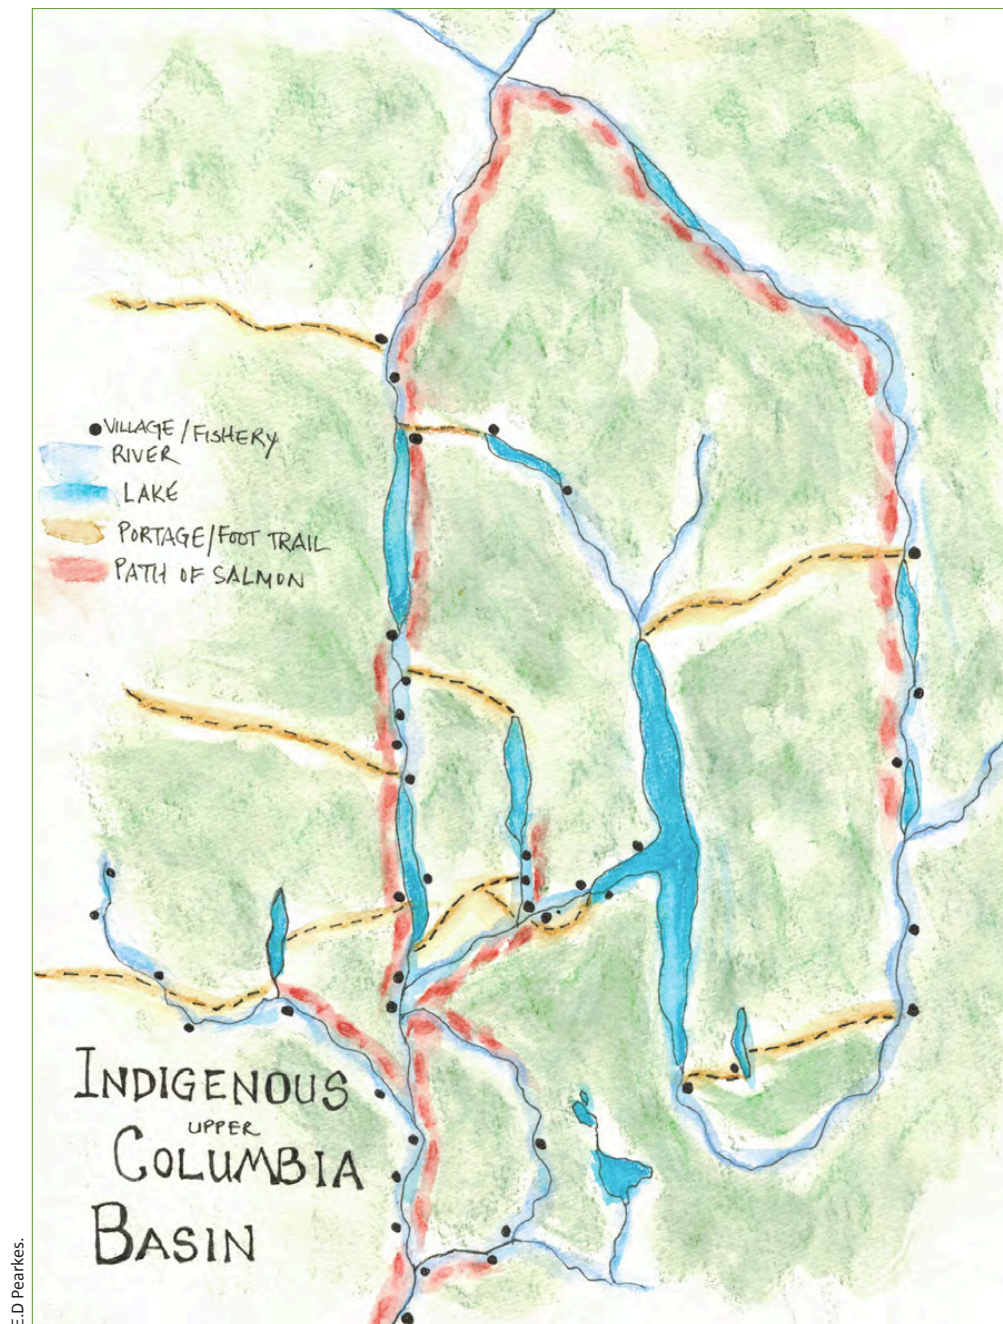 VILLAGE/FISHERY
RIVER
LAKE
PORTAGE/FOOT TRAIL
PATH OF SALMON
INDIGENOUS
UPPER
COLUMBIA
BASIN
E.D Pearkes.